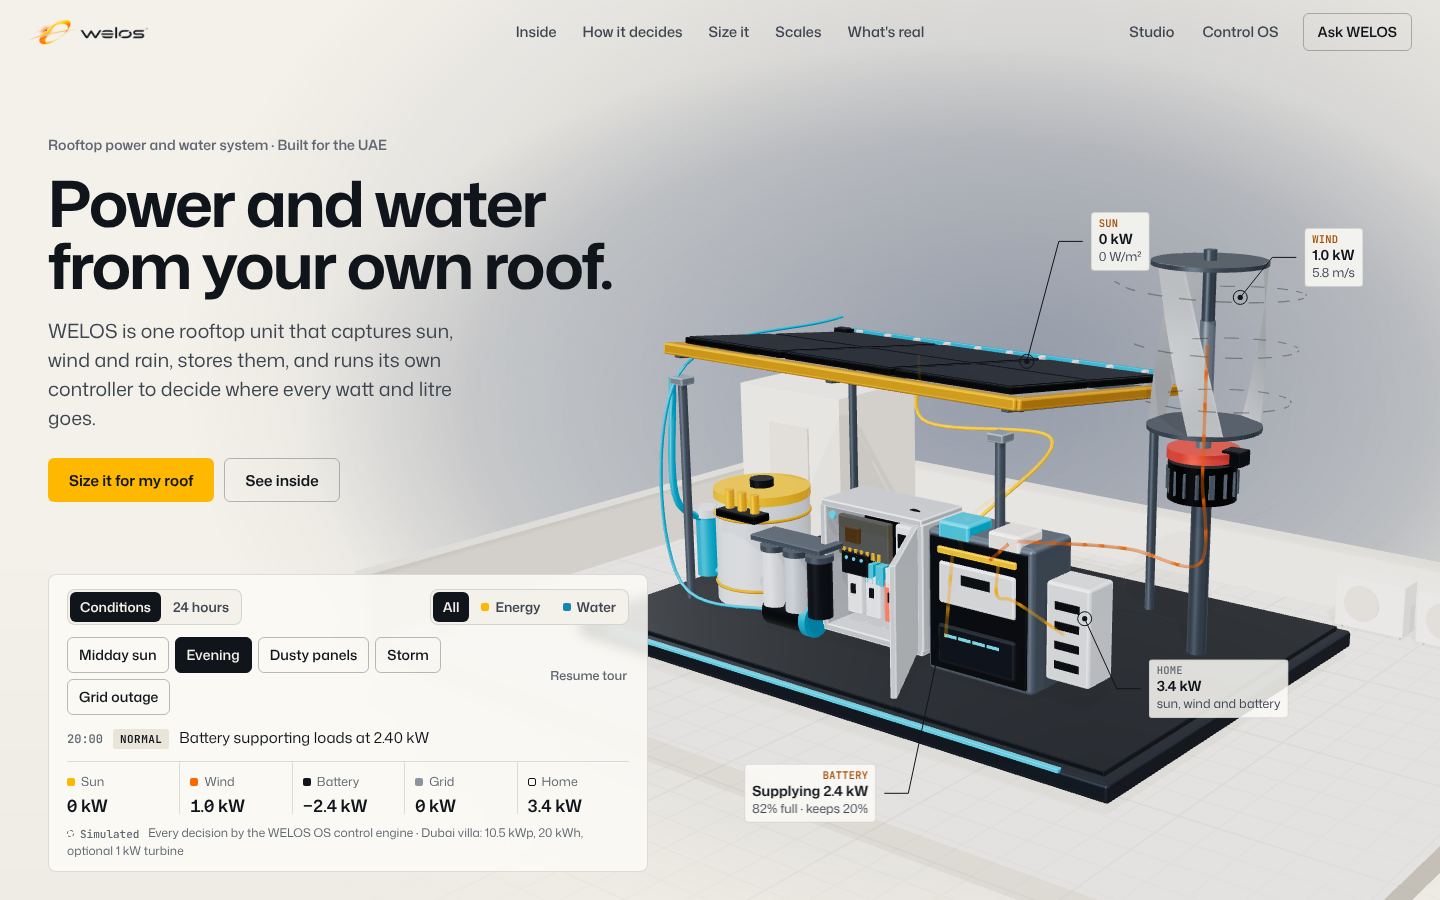 welos
Inside
How it decides
Size it
Scales
What's real
Studio
Control OS
Ask WELOS
Rooftop power and water system · Built for the UAE
Power and water
from your own roof.
WELOS is one rooftop unit that captures sun,
wind and rain, stores them, and runs its own
controller to decide where every watt and litre
goes.
Size it for my roof
See inside
SUN
0 kW
0 W/m²
WIND
1.0 kW
5.8 m/s
HOME
3.4 kW
sun, wind and battery
BATTERY
Supplying 2.4 kW
82% full · keeps 20%
Conditions
24 hours
All
Energy
Water
Midday sun
Evening
Dusty panels
Storm
Grid outage
Resume tour
20:00 NORMAL Battery supporting loads at 2.40 kW
Sun
0 kW
Wind
1.0 kW
Battery
−2.4 kW
Grid
0 kW
Home
3.4 kW
Simulated Every decision by the WELOS OS control engine · Dubai villa: 10.5 kWp, 20 kWh,
optional 1 kW turbine